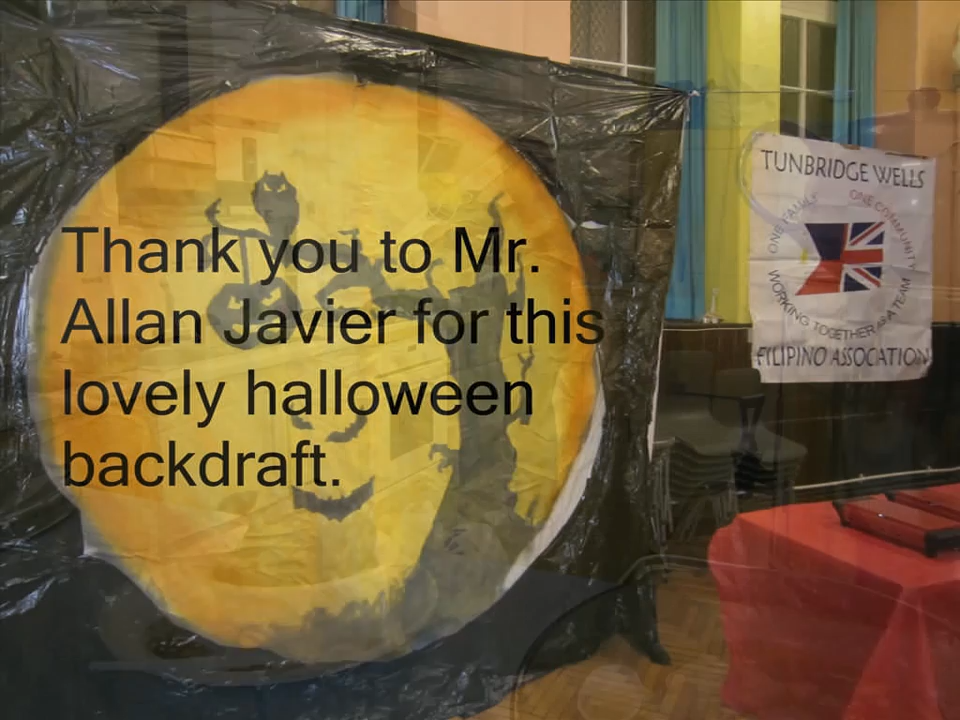 Thank you to Mr.
Allan Javier for this
lovely halloween
backdraft.
TUNBRIDGE WELLS
ONE FAMILY
ONE COMMUNITY
WORKING TOGETHER AS A TEAM
FILIPINO ASSOCIATION